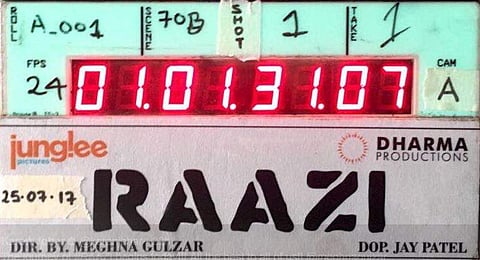 ROLL A_001 SCENE 70B SHOT 1 TAKE 1
FPS 24 01.01.31.07 CAM A
junglee
pictures
DHARMA
PRODUCTIONS
25.07.17
RAAZI
DIR. BY. MEGHNA GULZAR DOP. JAY PATEL